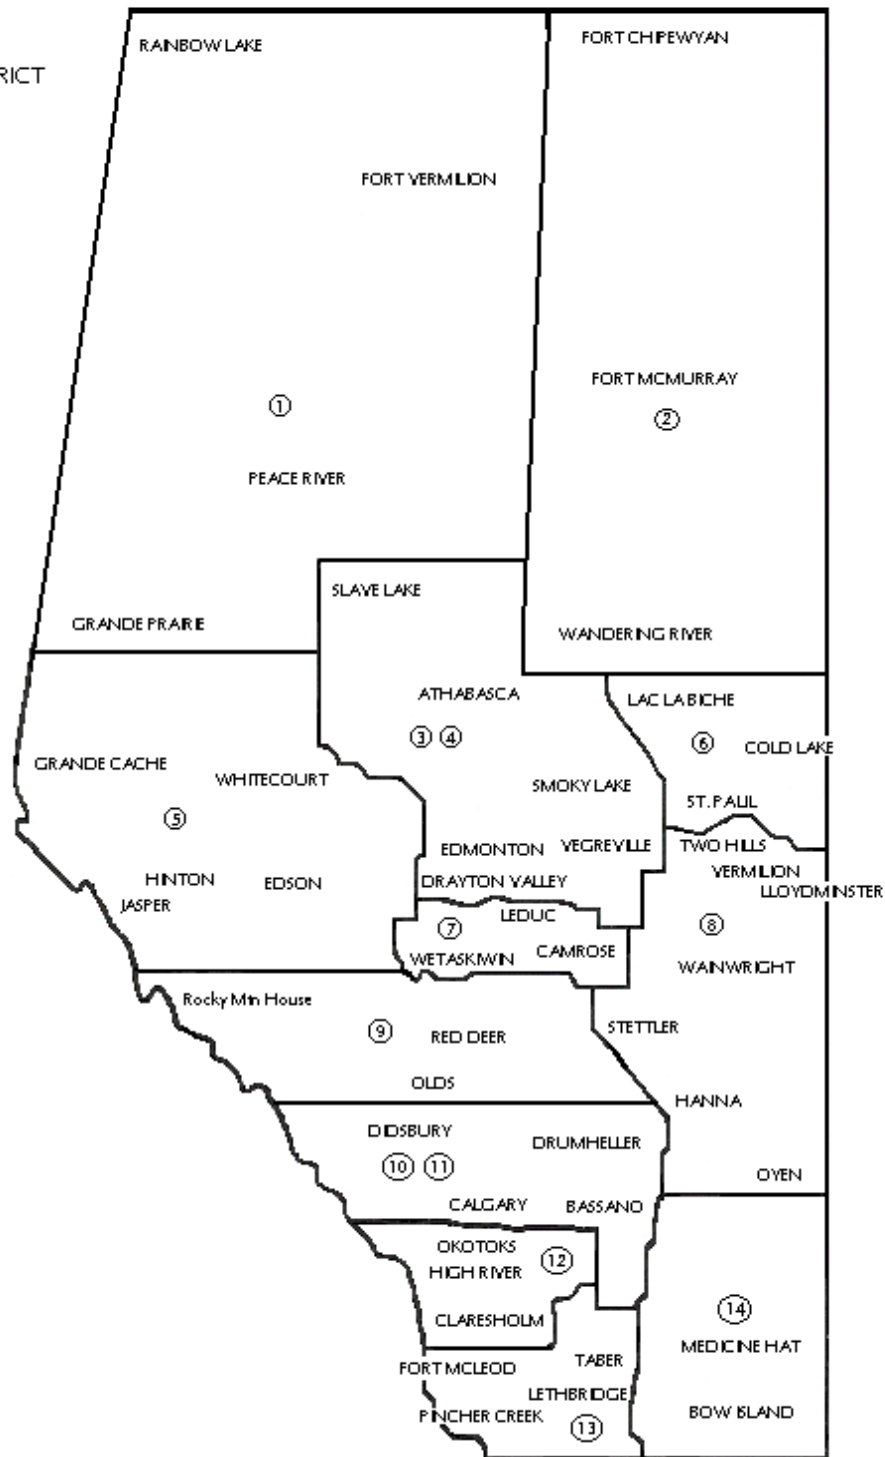 RAINBOW LAKE
FORT CHIPEWYAN
RICT
FORT VERMILION
FORT MCMURRAY
1
2
PEACE RIVER
SLAVE LAKE
GRANDE PRAIRIE
WANDERING RIVER
ATHABASCA
LAC LA BICHE
3 4
6
COLD LAKE
GRANDE CACHE
WHITECOURT
SMOKY LAKE
ST. PAUL
5
EDMONTON
VEGREVILLE
TWO HILLS
VERMILION
HINTON
EDSON
DRAYTON VALLEY
LLOYDMINSTER
JASPER
LEDUC
7
8
WETASKIWIN
CAMROSE
WAINWRIGHT
Rocky Mtn House
STETTLER
9
RED DEER
OLDS
HANNA
DIDSBURY
DRUMHELLER
10 11
OYEN
CALGARY
BASSANO
OKOTOKS
12
HIGH RIVER
14
CLARESHOLM
MEDICINE HAT
TABER
FORT MCLEOD
LETHBRIDGE
PINCHER CREEK
BOW ISLAND
13